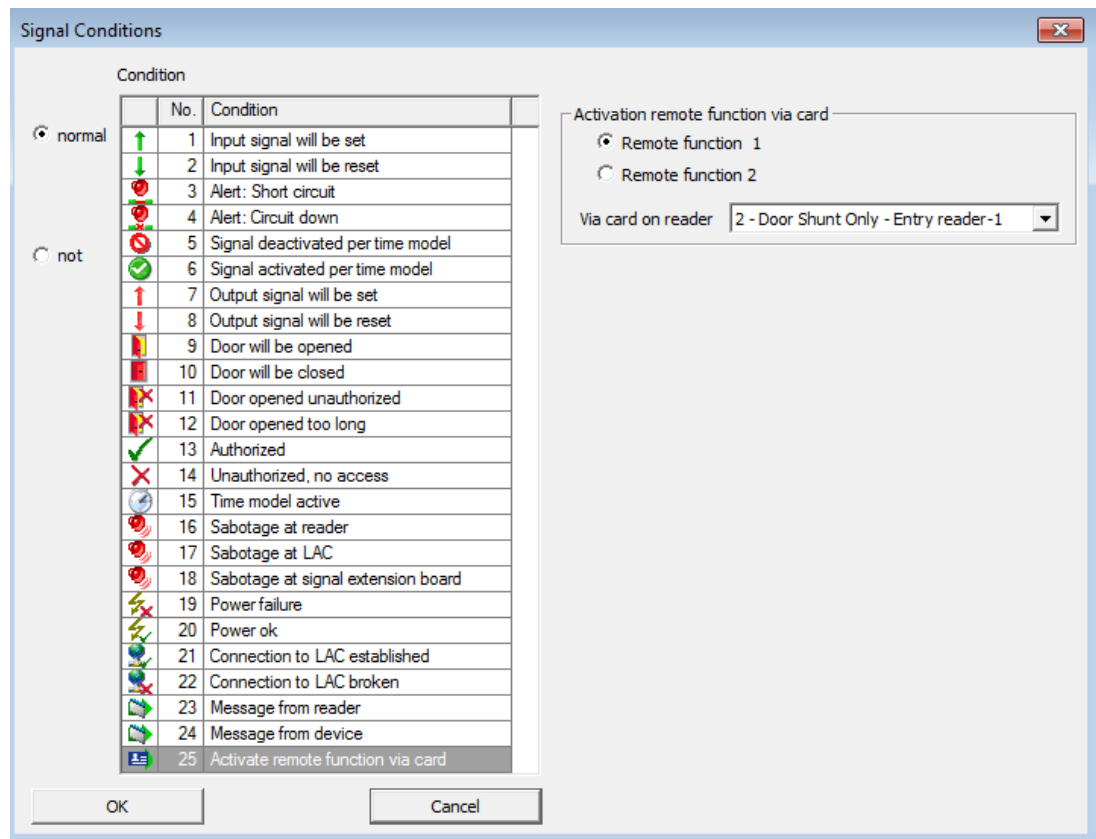 Signal Conditions
Condition
normal
not
No. Condition
1 Input signal will be set
2 Input signal will be reset
3 Alert: Short circuit
4 Alert: Circuit down
5 Signal deactivated per time model
6 Signal activated per time model
7 Output signal will be set
8 Output signal will be reset
9 Door will be opened
10 Door will be closed
11 Door opened unauthorized
12 Door opened too long
13 Authorized
14 Unauthorized, no access
15 Time model active
16 Sabotage at reader
17 Sabotage at LAC
18 Sabotage at signal extension board
19 Power failure
20 Power ok
21 Connection to LAC established
22 Connection to LAC broken
23 Message from reader
24 Message from device
25 Activate remote function via card
Activation remote function via card
Remote function 1
Remote function 2
Via card on reader 2 - Door Shunt Only - Entry reader-1
OK Cancel